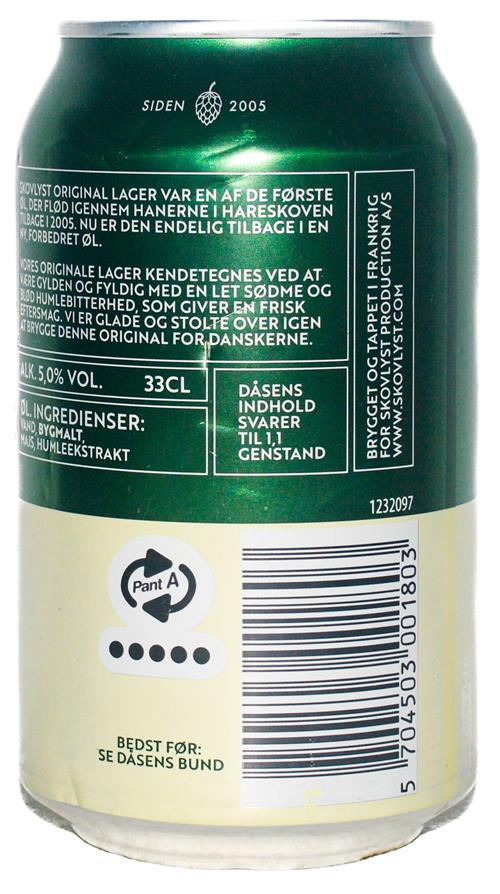 SIDEN 2005
SKOVLYST ORIGINAL LAGER VAR EN AF DE FØRSTE
ØL, DER FLØD IGENNEM HANERNE I HARESKOVEN
TILBAGE I 2005. NU ER DEN ENDELIG TILBAGE I EN
NY, FORBEDRET ØL.
VORES ORIGINALE LAGER KENDETEGNES VED AT
VÆRE GYLDEN OG FYLDIG MED EN LET SØDME OG
BLØD HUMLEBITTERHED, SOM GIVER EN FRISK
EFTERSMAG. VI ER GLADE OG STOLTE OVER IGEN
AT BRYGGE DENNE ORIGINAL FOR DANSKERNE.
ALK. 5,0% VOL. 33CL
ØL. INGREDIENSER:
VAND, BYGMALT,
MAJS, HUMLEEKSTRAKT
DÅSENS
INDHOLD
SVARER
TIL 1,1
GENSTAND
BRYGGET OG TAPPET I FRANKRIG
FOR SKOVLYST PRODUCTION A/S
WWW.SKOVLYST.COM
1232097
Pant A
BEDST FØR:
SE DÅSENS BUND
5 704503 001803